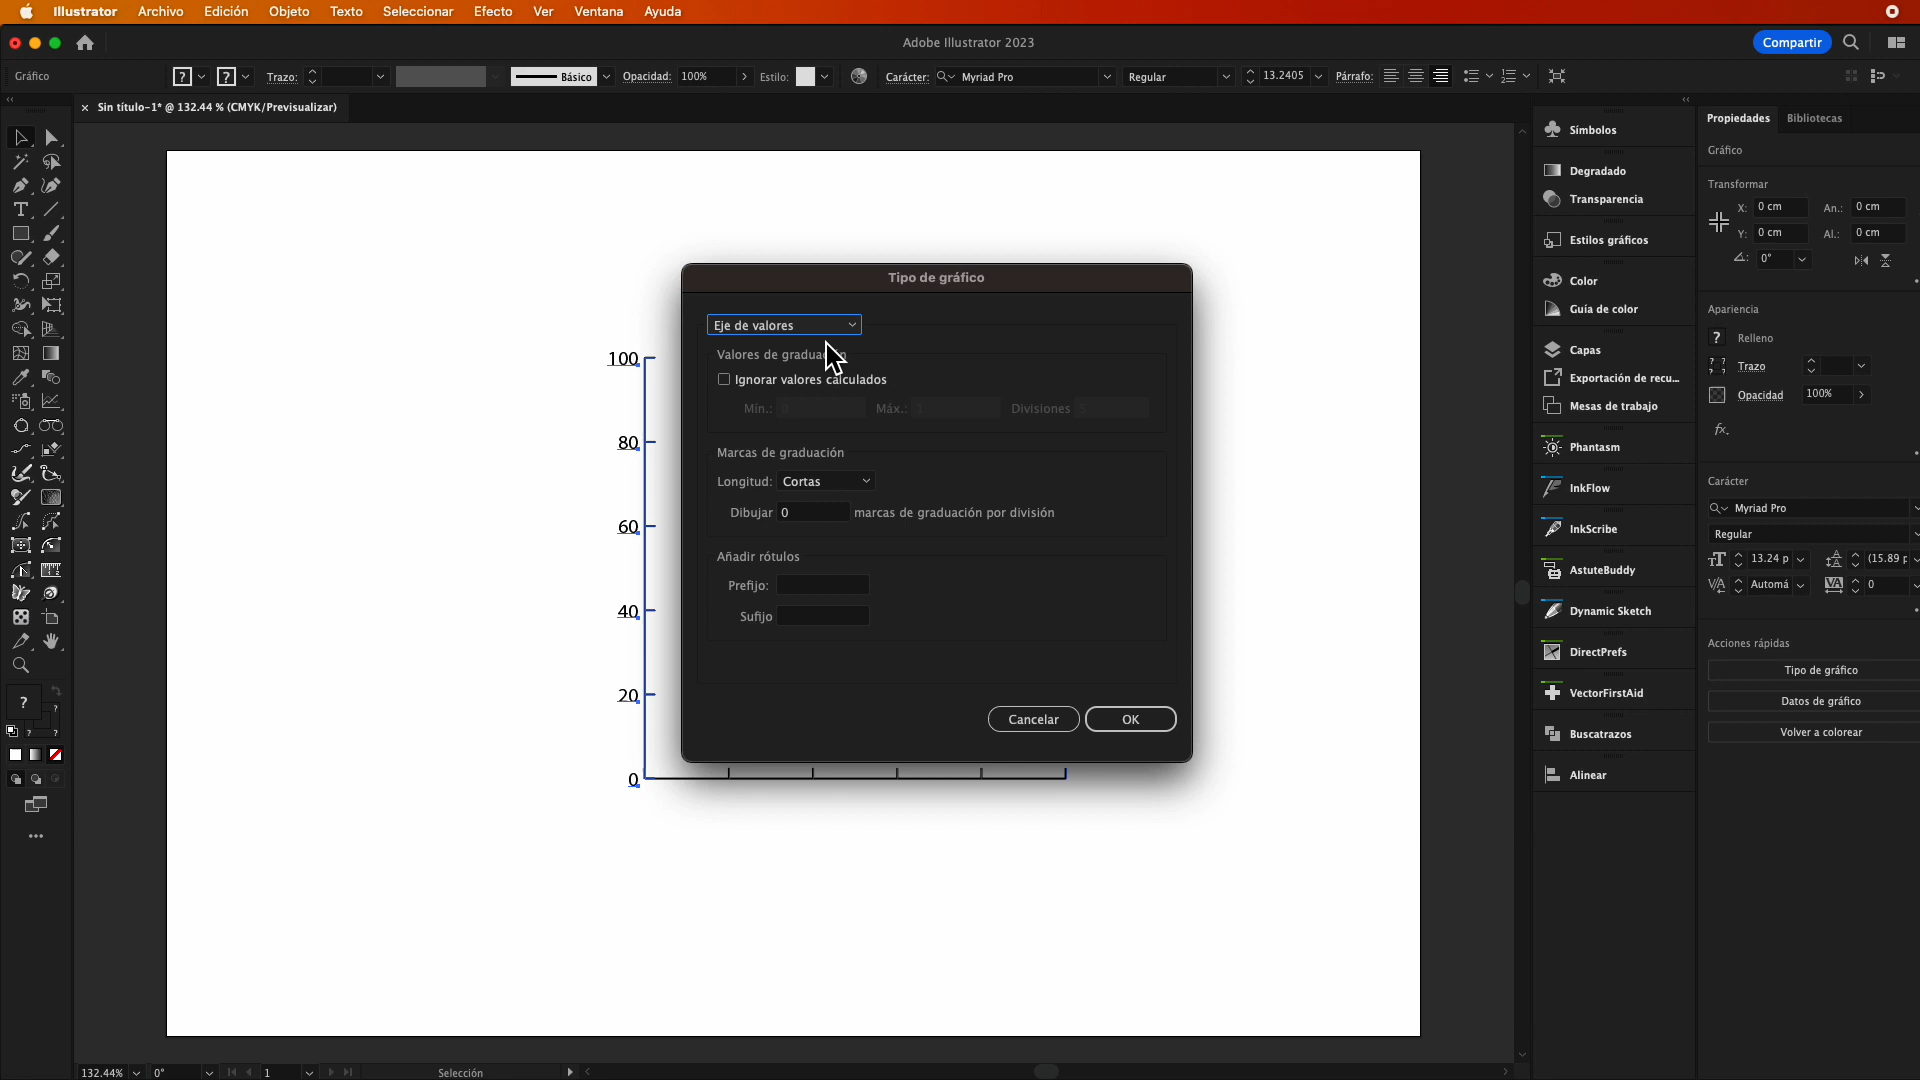 Illustrator Archivo Edición Objeto Texto Seleccionar Efecto Ver Ventana Ayuda
Adobe Illustrator 2023
Compartir
Gráfico
? ? Trazo: Básico Opacidad: 100% Estilo: Carácter: Myriad Pro Regular 13.2405 Párrafo:
× Sin título-1* @ 132.44 % (CMYK/Previsualizar)
Propiedades Bibliotecas
Símbolos
Degradado
Transparencia
Estilos gráficos
Color
Guía de color
Capas
Exportación de recu...
Mesas de trabajo
Phantasm
InkFlow
InkScribe
AstuteBuddy
Dynamic Sketch
DirectPrefs
VectorFirstAid
Buscatrazos
Alinear
Gráfico
Transformar
X: 0 cm An.: 0 cm
Y: 0 cm Al.: 0 cm
0°
Apariencia
? Relleno
Trazo
Opacidad 100%
fx.
Carácter
Myriad Pro
Regular
13.24 p (15.89 p
Automá 0
Acciones rápidas
Tipo de gráfico
Datos de gráfico
Volver a colorear
100
80
60
40
20
0
Tipo de gráfico
Eje de valores
Valores de graduación
Ignorar valores calculados
Mín.: 0 Máx.: 1 Divisiones 5
Marcas de graduación
Longitud: Cortas
Dibujar 0 marcas de graduación por división
Añadir rótulos
Prefijo:
Sufijo
Cancelar OK
132.44% 0° 1 Selección